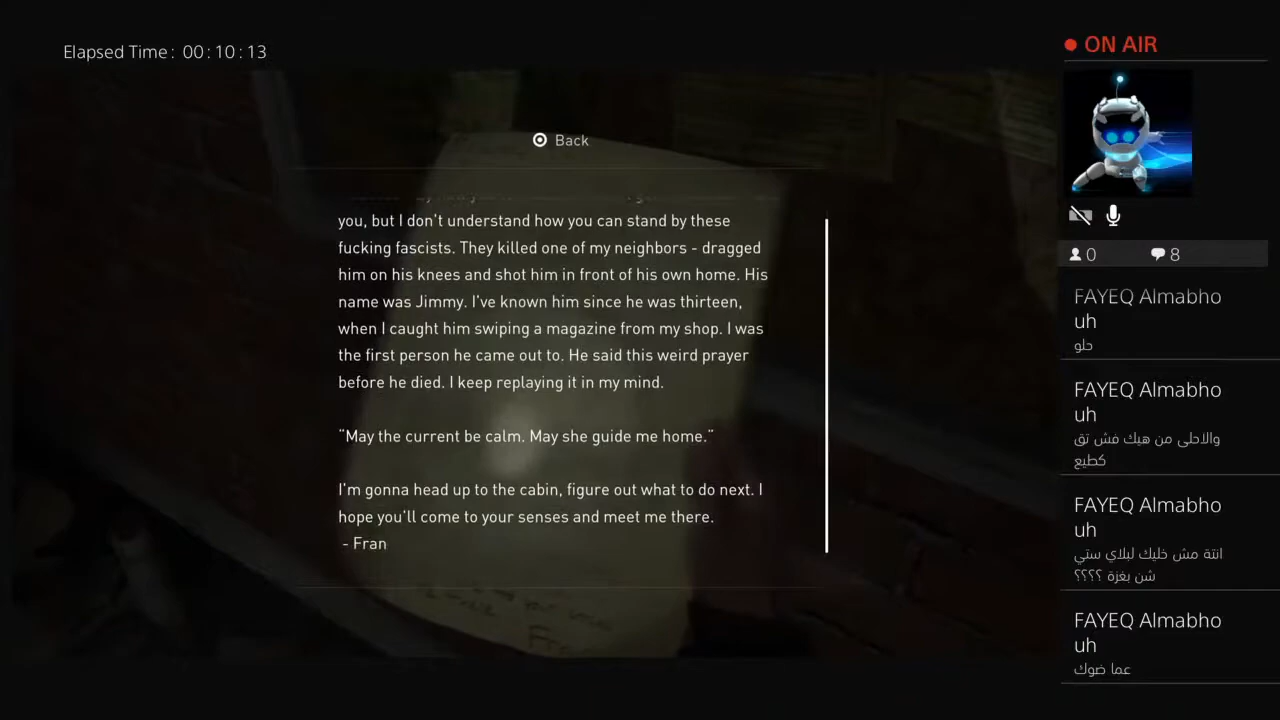 Elapsed Time: 00:10:13
ON AIR
Back
you, but I don't understand how you can stand by these
fucking fascists. They killed one of my neighbors - dragged
him on his knees and shot him in front of his own home. His
name was Jimmy. I've known him since he was thirteen,
when I caught him swiping a magazine from my shop. I was
the first person he came out to. He said this weird prayer
before he died. I keep replaying it in my mind.
"May the current be calm. May she guide me home."
I'm gonna head up to the cabin, figure out what to do next. I
hope you'll come to your senses and meet me there.
- Fran
0
8
FAYEQ Almabho
uh
حلو
FAYEQ Almabho
uh
والاحلى من هيك فش تق
كطيع
FAYEQ Almabho
uh
انتة مش خليك لبلاي ستي
شن بغزة ؟؟؟؟
FAYEQ Almabho
uh
عما ضوك